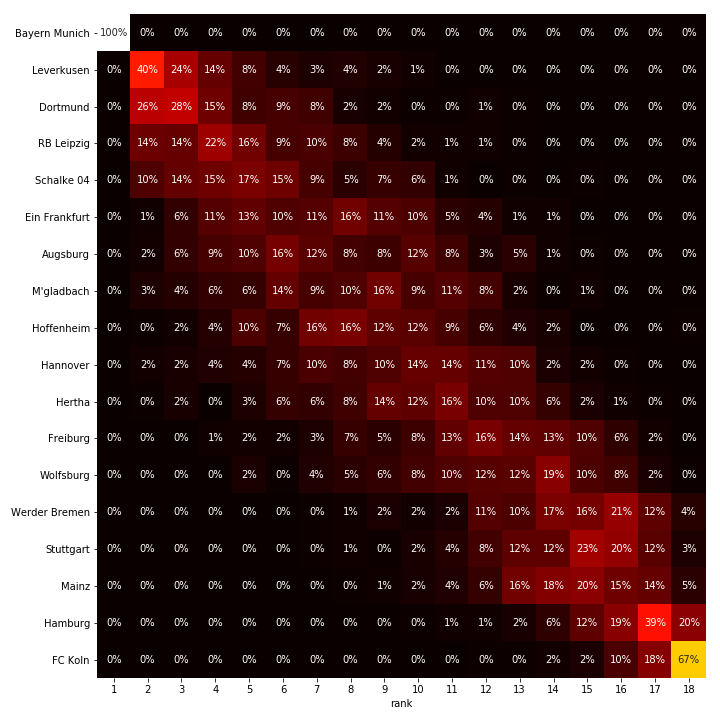 Bayern Munich 100% 0% 0% 0% 0% 0% 0% 0% 0% 0% 0% 0% 0% 0% 0% 0% 0% 0%
Leverkusen 0% 40% 24% 14% 8% 4% 3% 4% 2% 1% 0% 0% 0% 0% 0% 0% 0% 0%
Dortmund 0% 26% 28% 15% 8% 9% 8% 2% 2% 0% 0% 1% 0% 0% 0% 0% 0% 0%
RB Leipzig 0% 14% 14% 22% 16% 9% 10% 8% 4% 2% 1% 1% 0% 0% 0% 0% 0% 0%
Schalke 04 0% 10% 14% 15% 17% 15% 9% 5% 7% 6% 1% 0% 0% 0% 0% 0% 0% 0%
Ein Frankfurt 0% 1% 6% 11% 13% 10% 11% 16% 11% 10% 5% 4% 1% 1% 0% 0% 0% 0%
Augsburg 0% 2% 6% 9% 10% 16% 12% 8% 8% 12% 8% 3% 5% 1% 0% 0% 0% 0%
M'gladbach 0% 3% 4% 6% 6% 14% 9% 10% 16% 9% 11% 8% 2% 0% 1% 0% 0% 0%
Hoffenheim 0% 0% 2% 4% 10% 7% 16% 16% 12% 12% 9% 6% 4% 2% 0% 0% 0% 0%
Hannover 0% 2% 2% 4% 4% 7% 10% 8% 10% 14% 14% 11% 10% 2% 2% 0% 0% 0%
Hertha 0% 0% 2% 0% 3% 6% 6% 8% 14% 12% 16% 10% 10% 6% 2% 1% 0% 0%
Freiburg 0% 0% 0% 1% 2% 2% 3% 7% 5% 8% 13% 16% 14% 13% 10% 6% 2% 0%
Wolfsburg 0% 0% 0% 0% 2% 0% 4% 5% 6% 8% 10% 12% 12% 19% 10% 8% 2% 0%
Werder Bremen 0% 0% 0% 0% 0% 0% 0% 1% 2% 2% 2% 11% 10% 17% 16% 21% 12% 4%
Stuttgart 0% 0% 0% 0% 0% 0% 0% 1% 0% 2% 4% 8% 12% 12% 23% 20% 12% 3%
Mainz 0% 0% 0% 0% 0% 0% 0% 0% 1% 2% 4% 6% 16% 18% 20% 15% 14% 5%
Hamburg 0% 0% 0% 0% 0% 0% 0% 0% 0% 0% 1% 1% 2% 6% 12% 19% 39% 20%
FC Koln 0% 0% 0% 0% 0% 0% 0% 0% 0% 0% 0% 0% 0% 2% 2% 10% 18% 67%
1 2 3 4 5 6 7 8 9 10 11 12 13 14 15 16 17 18
rank